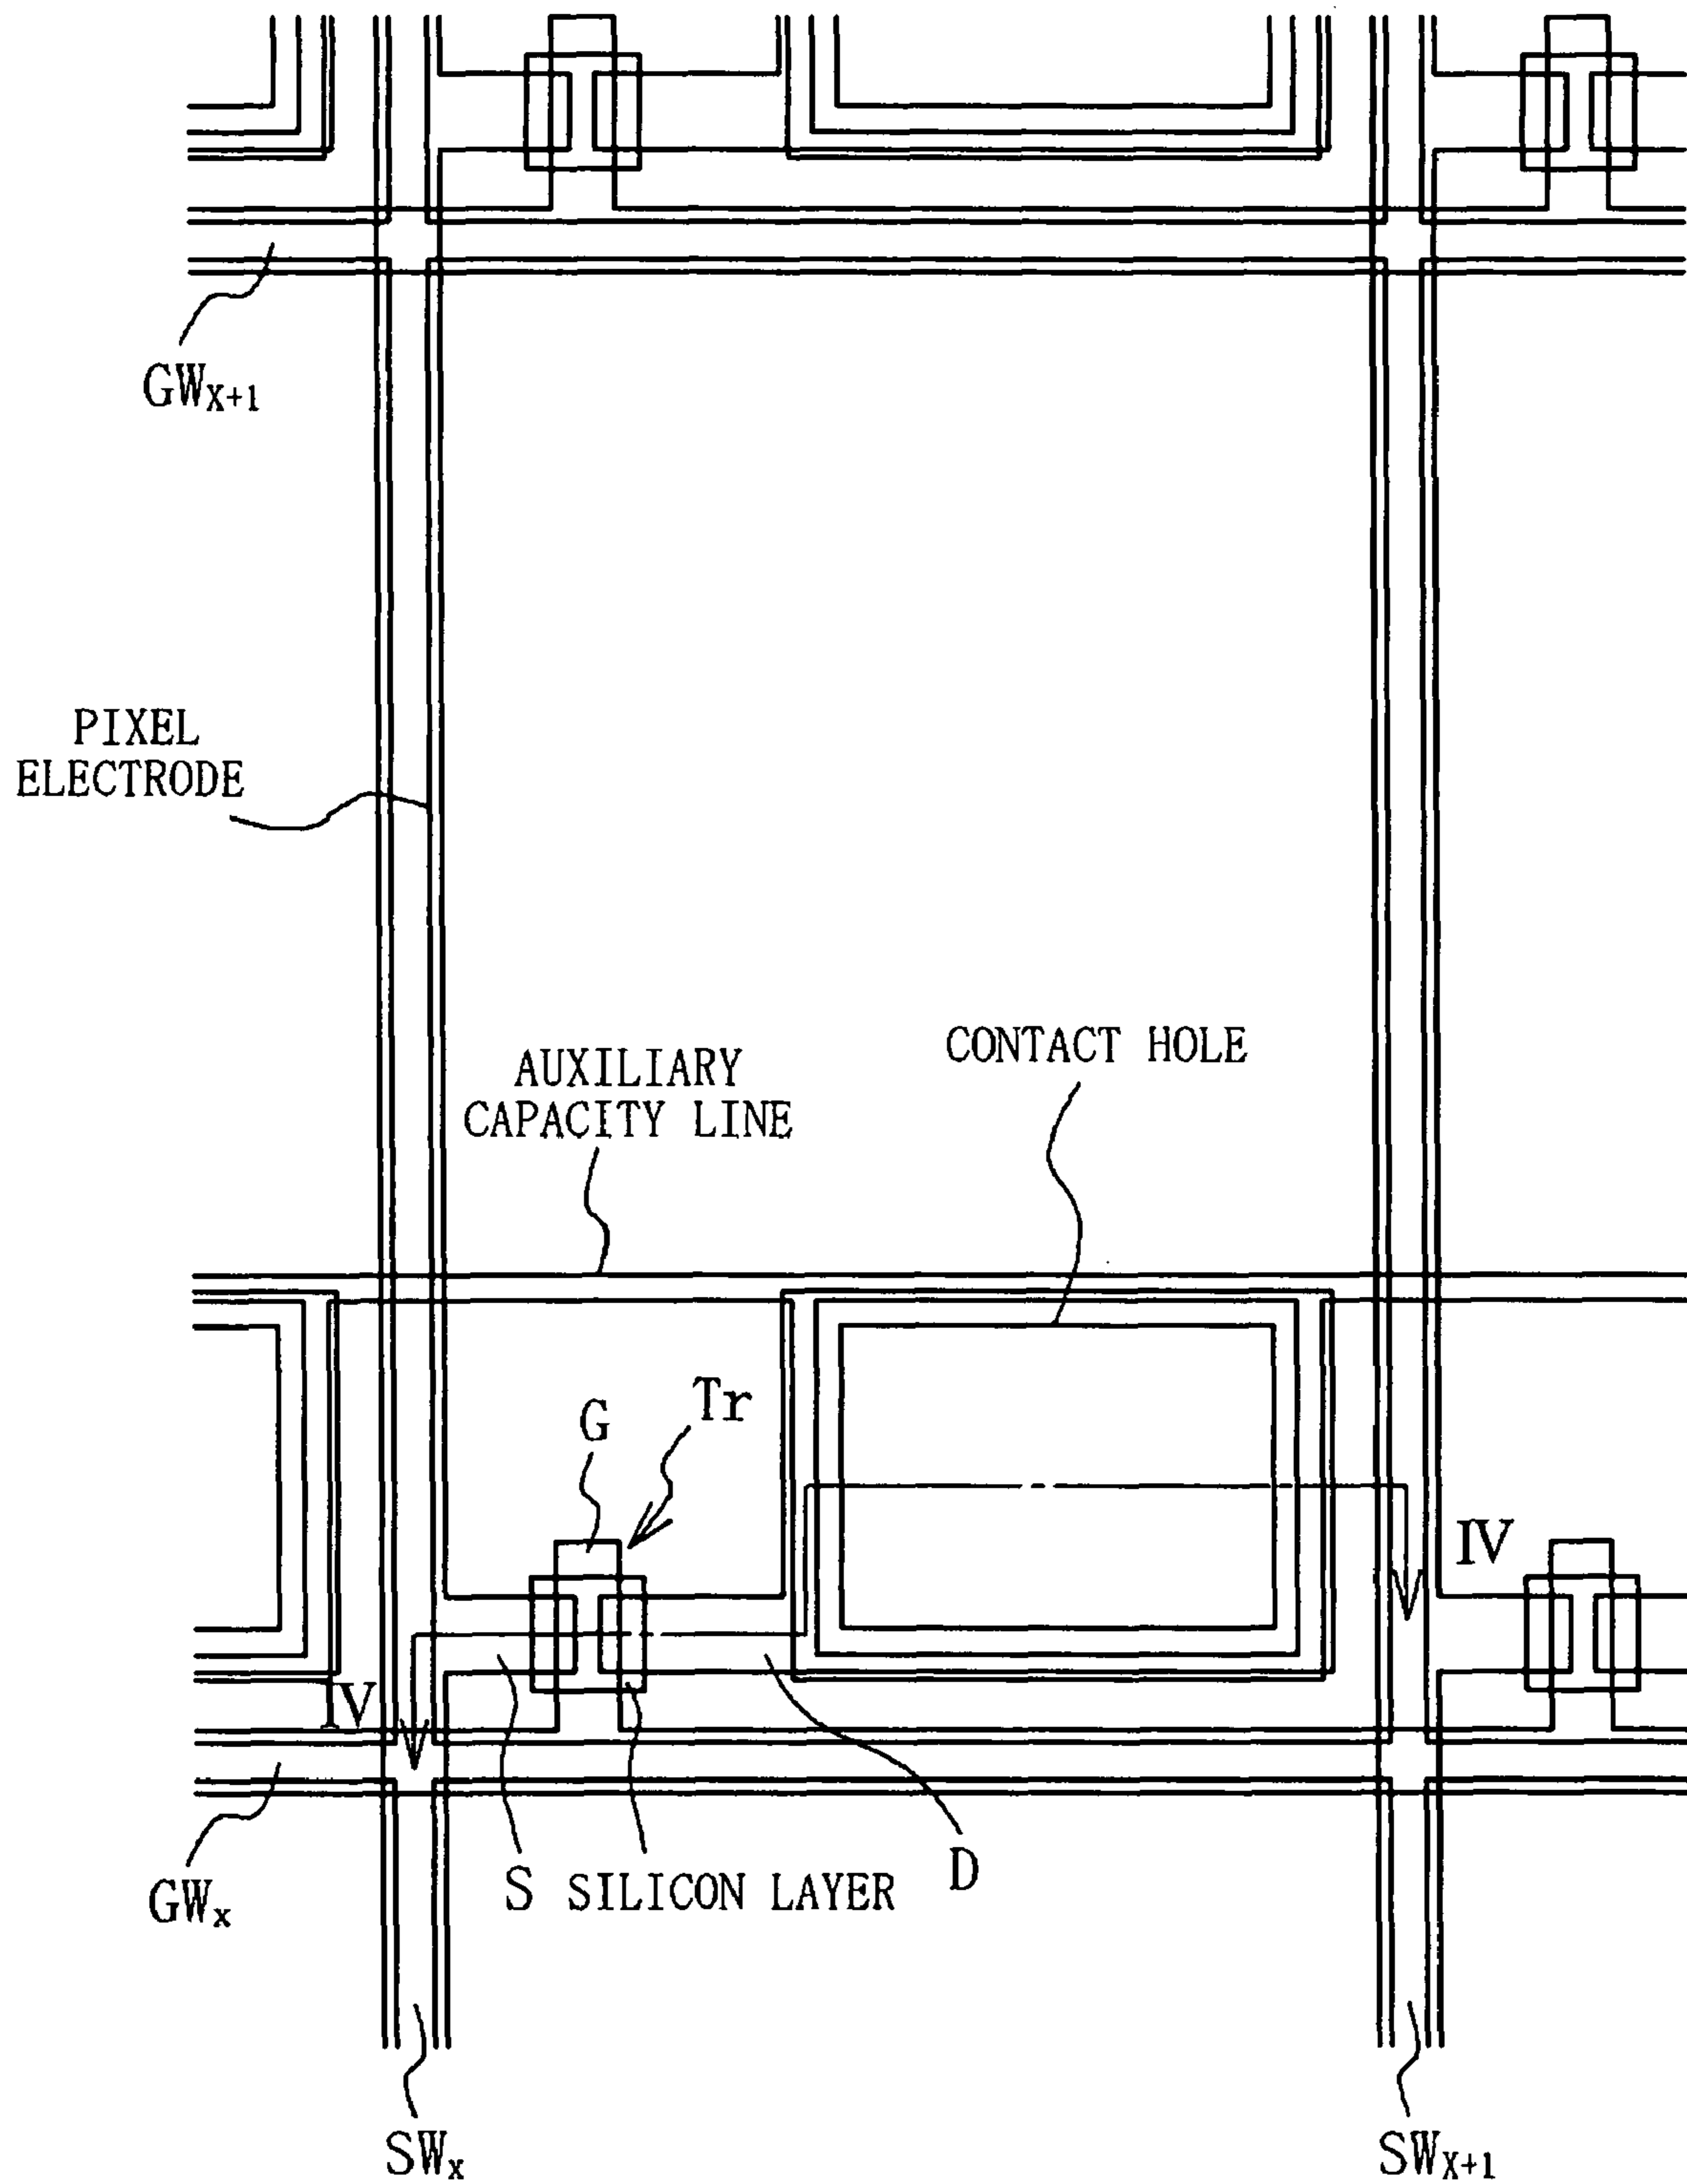 GWX+1
PIXEL
ELECTRODE
AUXILIARY
CAPACITY LINE
CONTACT HOLE
Tr
G
IV
IV
S
SILICON LAYER
D
GWx
SWx
SWX+1